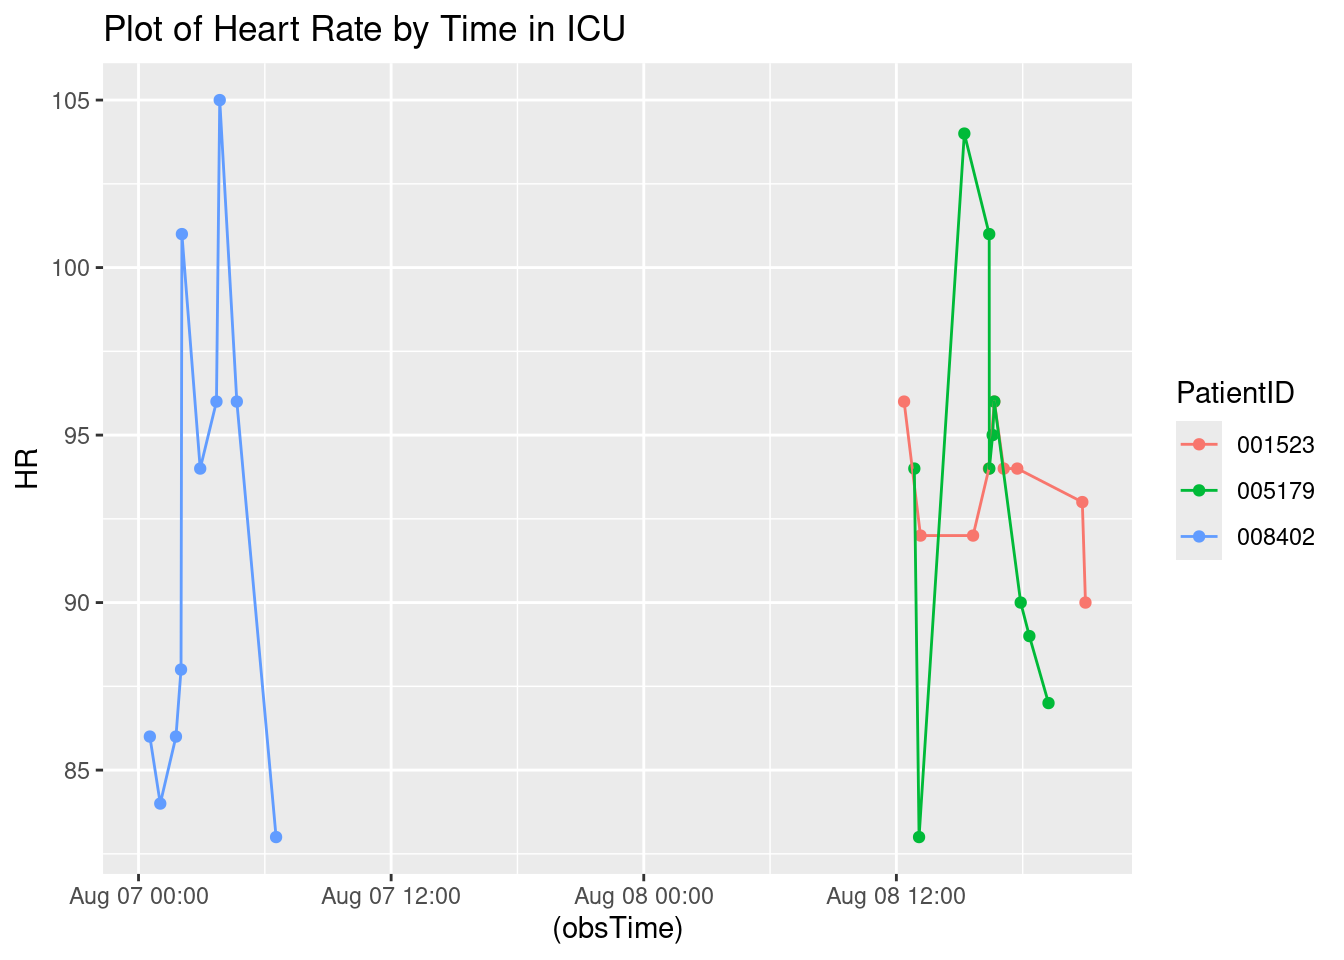 Plot of Heart Rate by Time in ICU
105
100
95
90
85
HR
Aug 07 00:00 Aug 07 12:00 Aug 08 00:00 Aug 08 12:00
(obsTime)
PatientID
001523
005179
008402